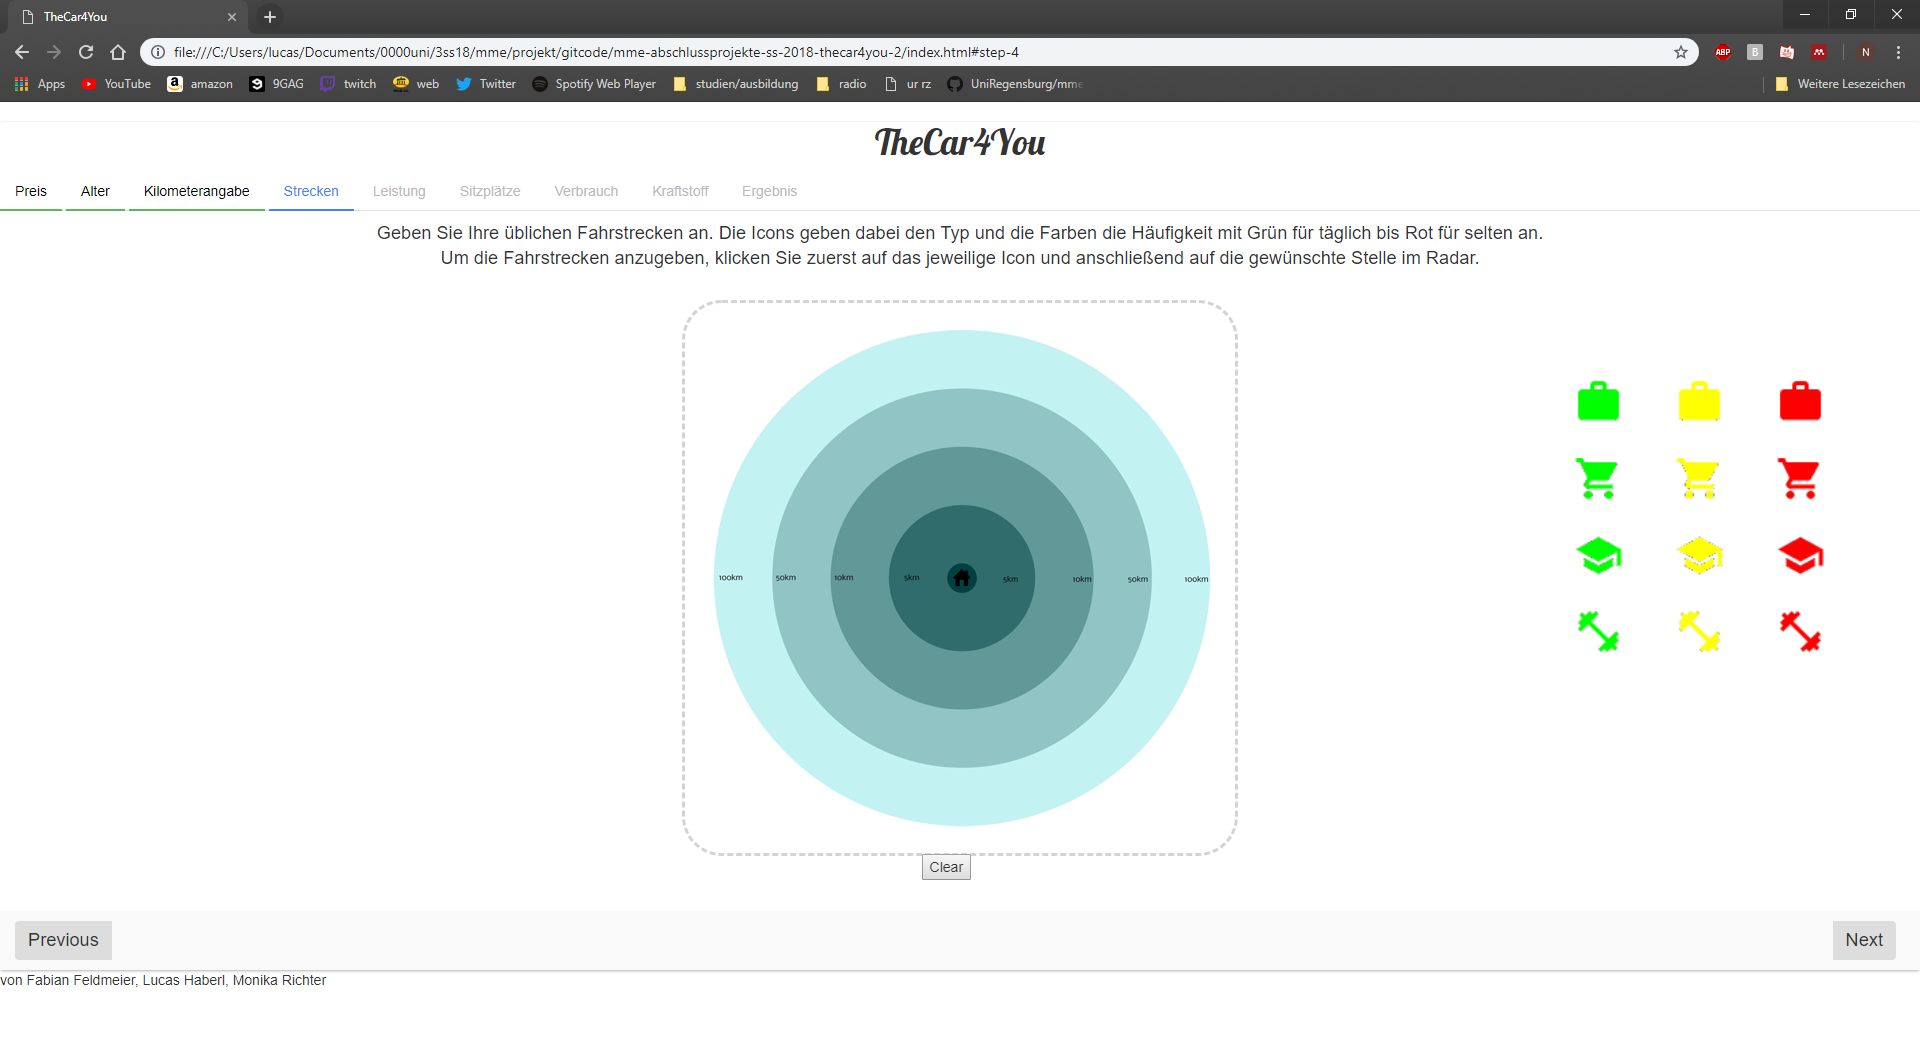 TheCar4You
file:///C:/Users/lucas/Documents/0000uni/3ss18/mme/projekt/gitcode/mme-abschlussprojekte-ss-2018-thecar4you-2/index.html#step-4
ABP B N
Apps YouTube amazon 9GAG twitch web Twitter Spotify Web Player studien/ausbildung radio ur rz UniRegensburg/mme Weitere Lesezeichen
TheCar4You
Preis Alter Kilometerangabe Strecken Leistung Sitzplätze Verbrauch Kraftstoff Ergebnis
Geben Sie Ihre üblichen Fahrstrecken an. Die Icons geben dabei den Typ und die Farben die Häufigkeit mit Grün für täglich bis Rot für selten an.
Um die Fahrstrecken anzugeben, klicken Sie zuerst auf das jeweilige Icon und anschließend auf die gewünschte Stelle im Radar.
100km 50km 10km 5km 5km 10km 50km 100km
Clear
Previous Next
von Fabian Feldmeier, Lucas Haberl, Monika Richter